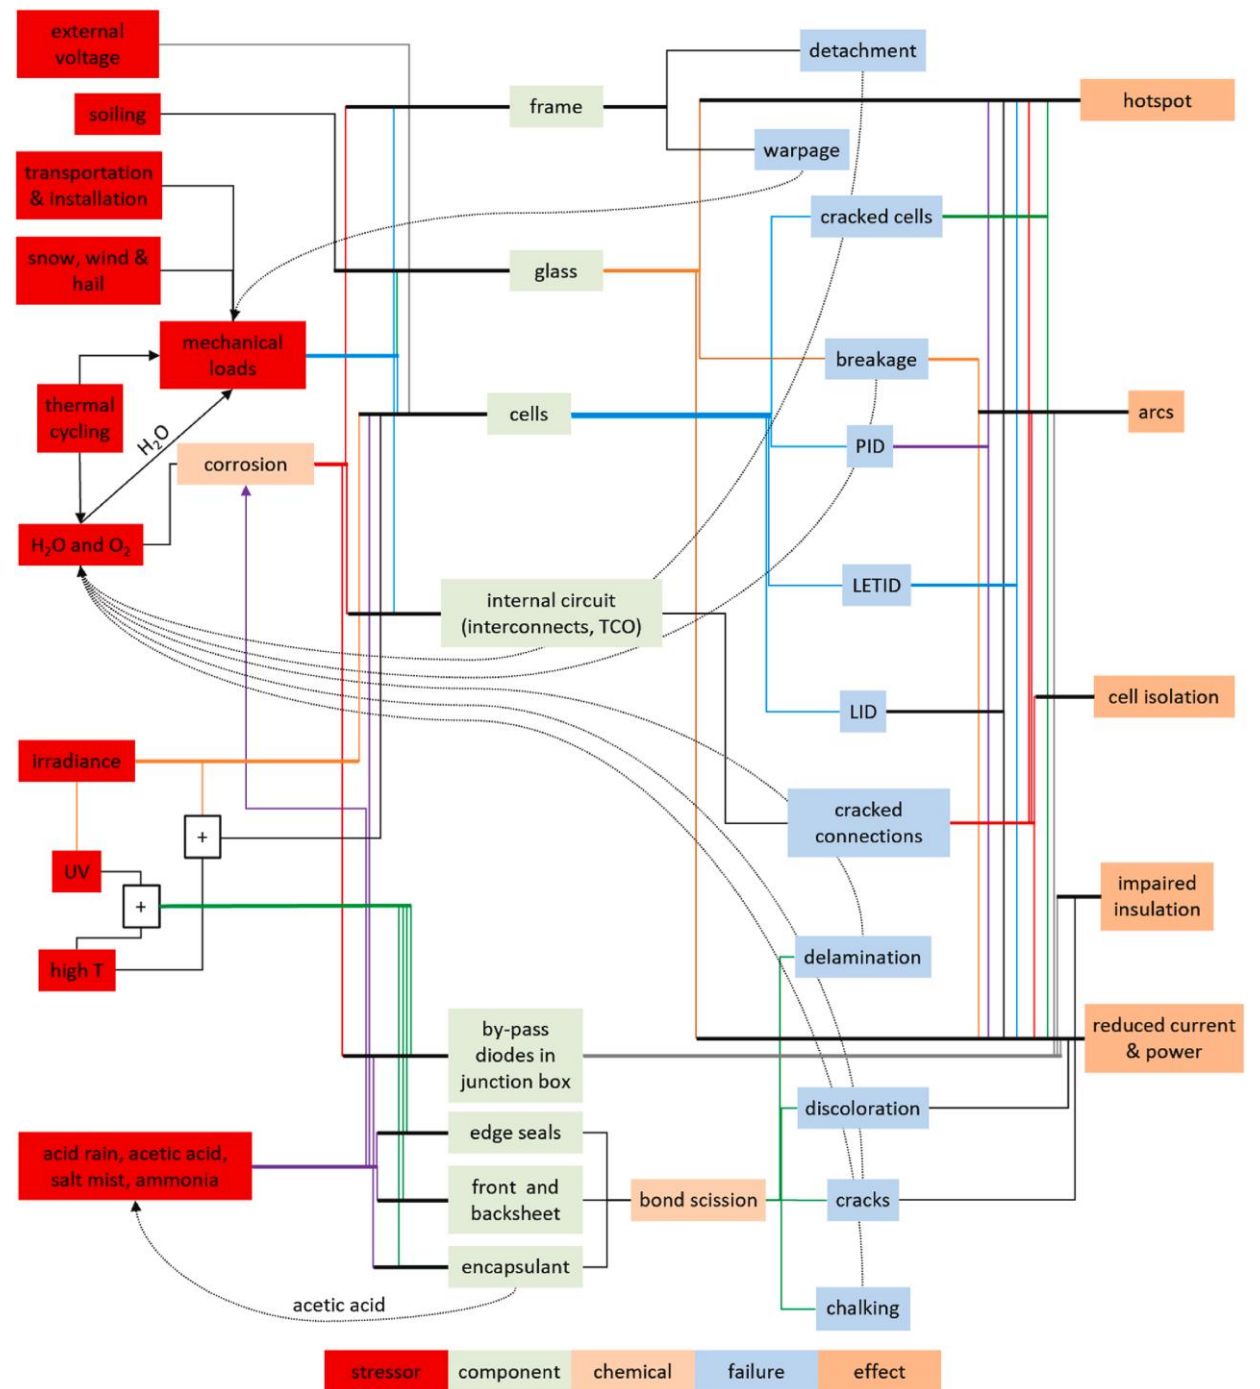 external
voltage
soiling
transportation
& installation
snow, wind &
hail
mechanical
loads
thermal
cycling
H₂O
corrosion
H₂O and O₂
irradiance
+
UV
+
high T
acid rain, acetic acid,
salt mist, ammonia
acetic acid
frame
glass
cells
internal circuit
(interconnects, TCO)
by-pass
diodes in
junction box
edge seals
front and
backsheet
encapsulant
bond scission
detachment
warpage
cracked cells
breakage
PID
LETID
LID
cracked
connections
delamination
discoloration
cracks
chalking
hotspot
arcs
cell isolation
impaired
insulation
reduced current
& power
stressor
component
chemical
failure
effect